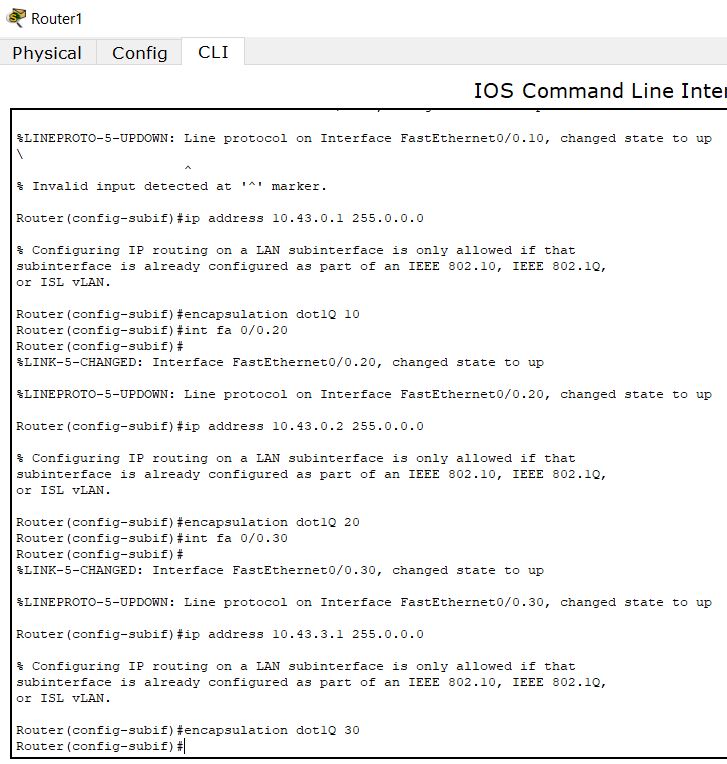 Router1
Physical Config CLI
IOS Command Line Inter
%LINEPROTO-5-UPDOWN: Line protocol on Interface FastEthernet0/0.10, changed state to up
\
^
% Invalid input detected at '^' marker.
Router(config-subif)#ip address 10.43.0.1 255.0.0.0
% Configuring IP routing on a LAN subinterface is only allowed if that
subinterface is already configured as part of an IEEE 802.10, IEEE 802.1Q,
or ISL vLAN.
Router(config-subif)#encapsulation dot1Q 10
Router(config-subif)#int fa 0/0.20
Router(config-subif)#
%LINK-5-CHANGED: Interface FastEthernet0/0.20, changed state to up
%LINEPROTO-5-UPDOWN: Line protocol on Interface FastEthernet0/0.20, changed state to up
Router(config-subif)#ip address 10.43.0.2 255.0.0.0
% Configuring IP routing on a LAN subinterface is only allowed if that
subinterface is already configured as part of an IEEE 802.10, IEEE 802.1Q,
or ISL vLAN.
Router(config-subif)#encapsulation dot1Q 20
Router(config-subif)#int fa 0/0.30
Router(config-subif)#
%LINK-5-CHANGED: Interface FastEthernet0/0.30, changed state to up
%LINEPROTO-5-UPDOWN: Line protocol on Interface FastEthernet0/0.30, changed state to up
Router(config-subif)#ip address 10.43.3.1 255.0.0.0
% Configuring IP routing on a LAN subinterface is only allowed if that
subinterface is already configured as part of an IEEE 802.10, IEEE 802.1Q,
or ISL vLAN.
Router(config-subif)#encapsulation dot1Q 30
Router(config-subif)#